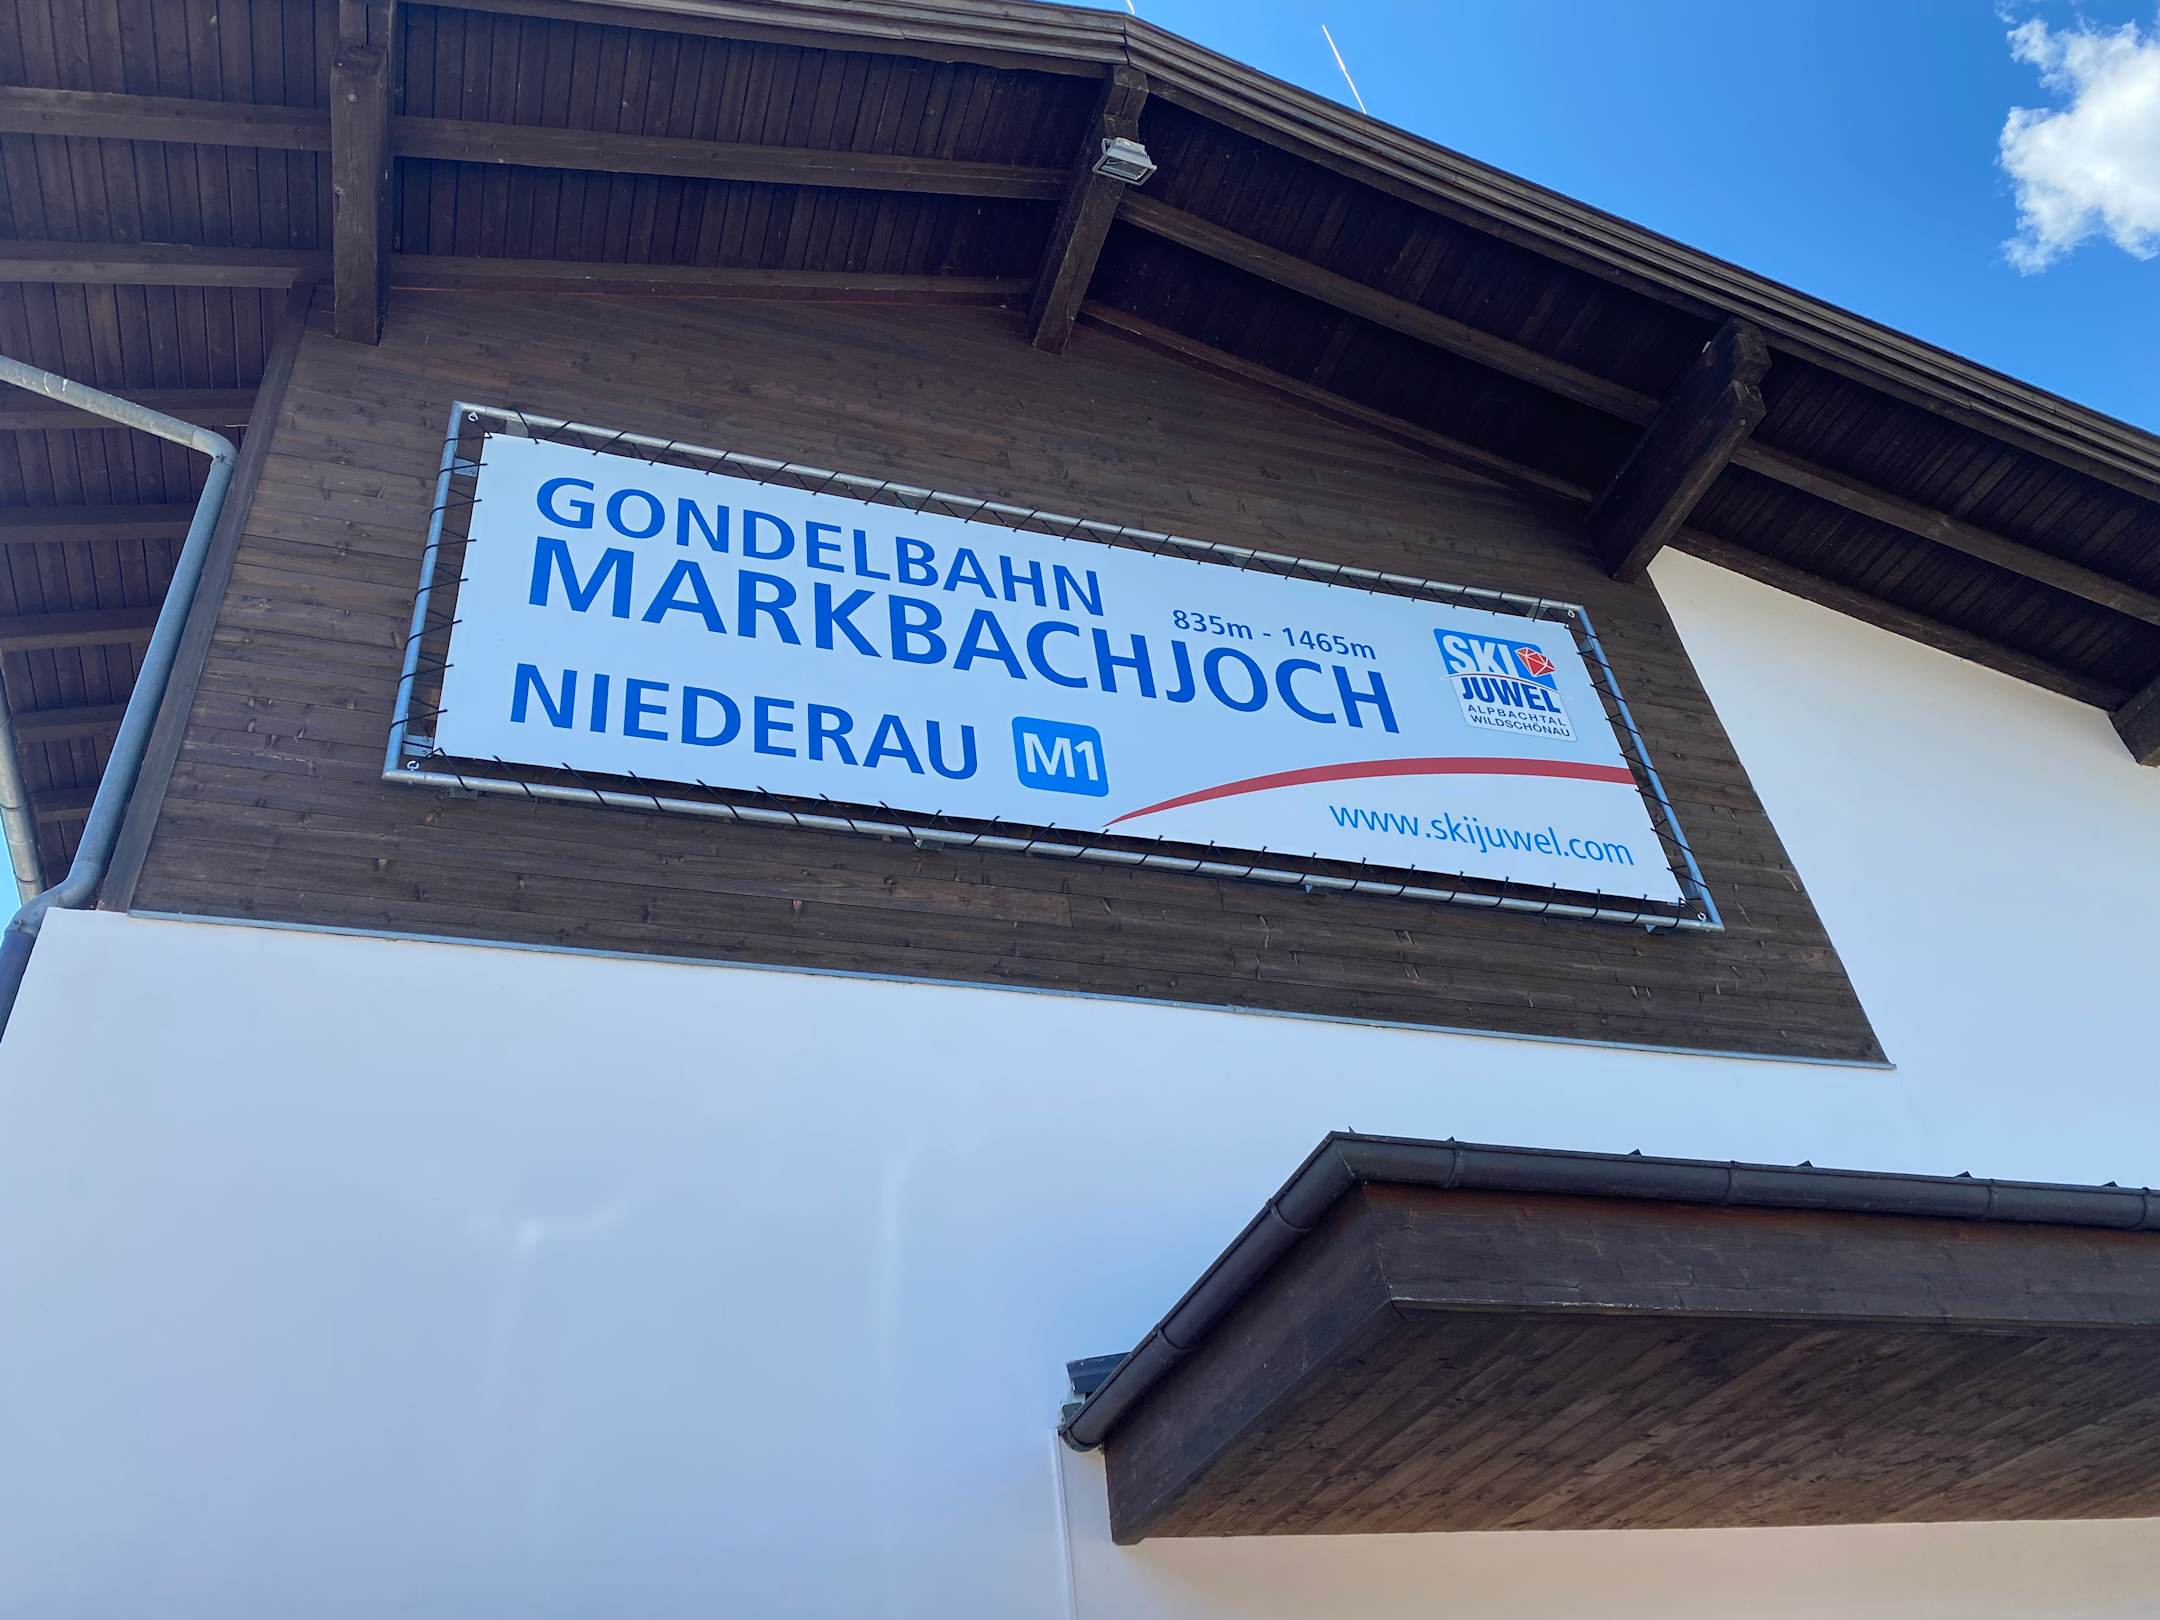 GONDELBAHN
MARKBACHJOCH
835m - 1465m
NIEDERAU M1
SKI
JUWEL
ALPBACHTAL
WILDSCHÖNAU
www.skijuwel.com